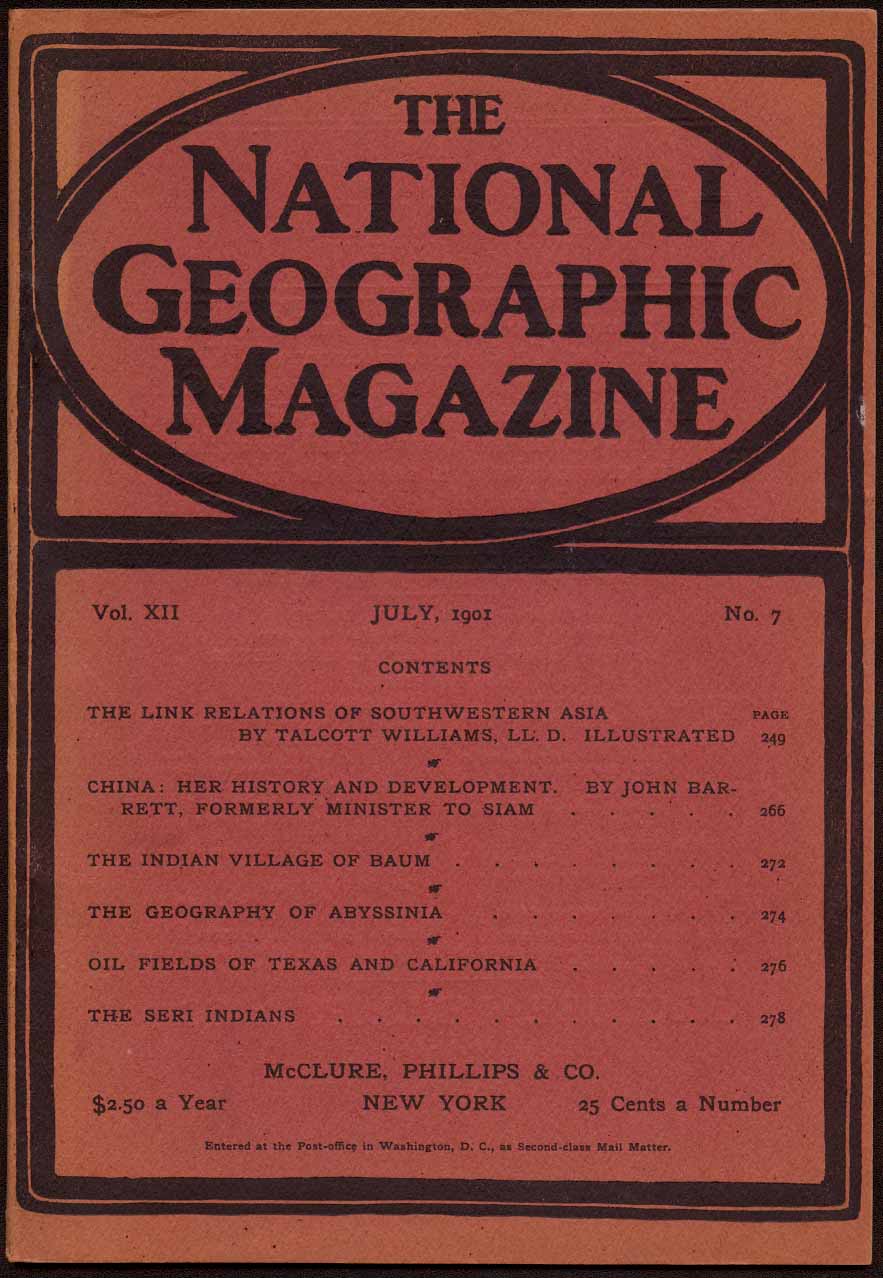 THE
NATIONAL
GEOGRAPHIC
MAGAZINE
Vol. XII JULY, 1901 No. 7
CONTENTS
THE LINK RELATIONS OF SOUTHWESTERN ASIA PAGE
BY TALCOTT WILLIAMS, LL. D. ILLUSTRATED 249
CHINA: HER HISTORY AND DEVELOPMENT. BY JOHN BAR-
RETT, FORMERLY MINISTER TO SIAM . . . . . 266
THE INDIAN VILLAGE OF BAUM . . . . . . . . 272
THE GEOGRAPHY OF ABYSSINIA . . . . . . . 274
OIL FIELDS OF TEXAS AND CALIFORNIA . . . . . 276
THE SERI INDIANS . . . . . . . . . . . 278
McCLURE, PHILLIPS & CO.
$2.50 a Year NEW YORK 25 Cents a Number
Entered at the Post-office in Washington, D. C., as Second-class Mail Matter.